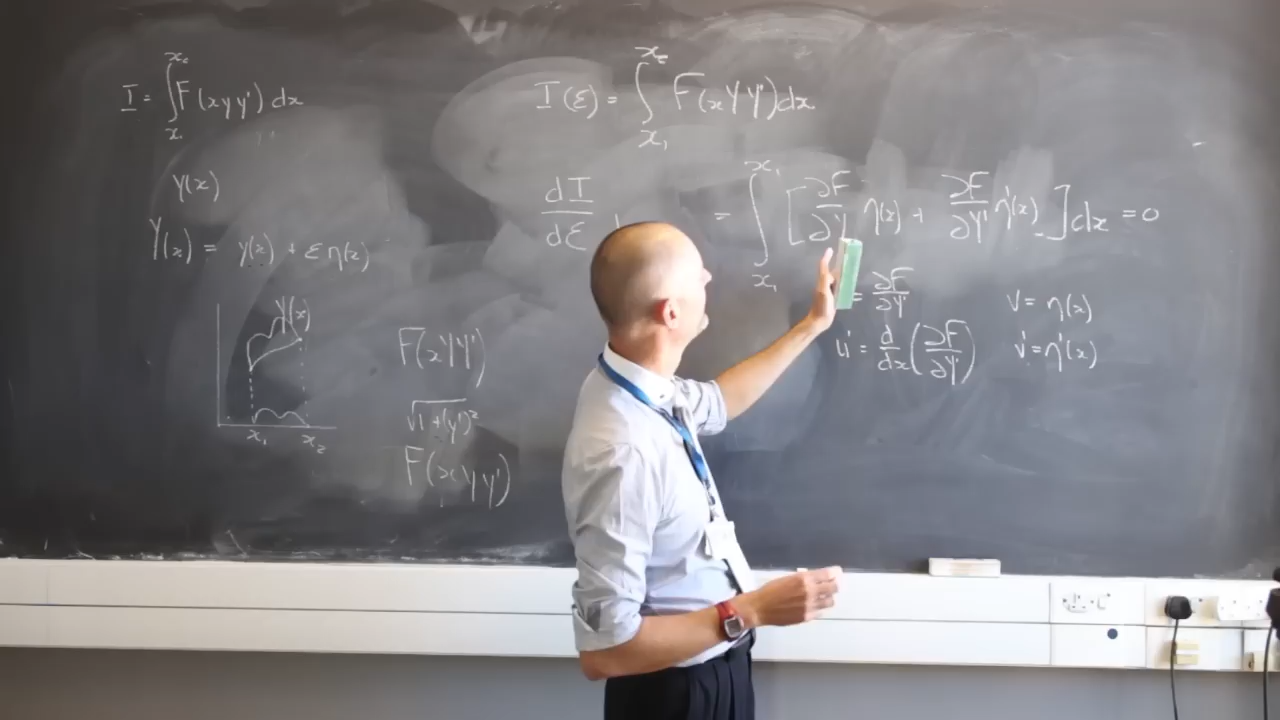 I = ∫_{x₁}^{x₂} F(x y y') dx
y(x)
Y(x) = y(x) + ε η(x)
Y(x)
x₁ x₂
F(x Y Y')
√1+(y')²
F(x y y')
I(ε) = ∫_{x₁}^{x₂} F(x Y Y') dx
dI/dε = ∫_{x₁}^{x₁} [∂F/∂Y η(x) + ∂F/∂Y' η'(x)] dx = 0
= ∂F/∂Y' v = η(x)
u' = d/dx (∂F/∂Y') v' = η'(x)